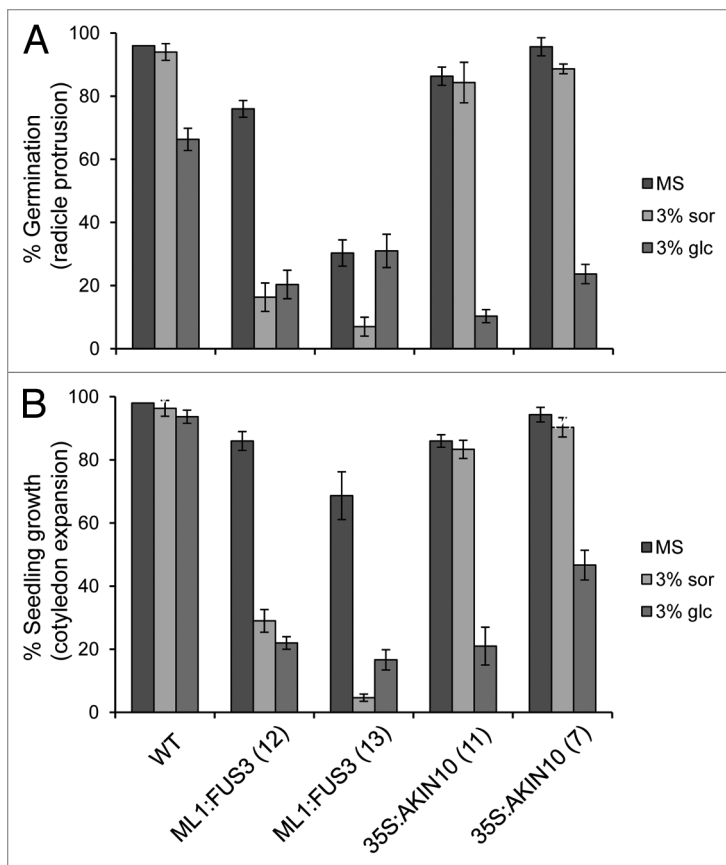 A
% Germination
(radicle protrusion)
100
80
60
40
20
0
MS
3% sor
3% glc
B
% Seedling growth
(cotyledon expansion)
100
80
60
40
20
0
MS
3% sor
3% glc
WT
ML1:FUS3 (12)
ML1:FUS3 (13)
35S:AKIN10 (11)
35S:AKIN10 (7)